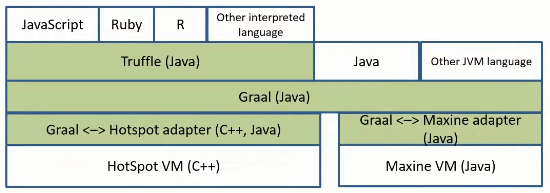 JavaScript
Ruby
R
Other interpreted
language
Truffle (Java)
Java
Other JVM language
Graal (Java)
Graal <–> Hotspot adapter (C++, Java)
Graal <–> Maxine adapter
(Java)
HotSpot VM (C++)
Maxine VM (Java)